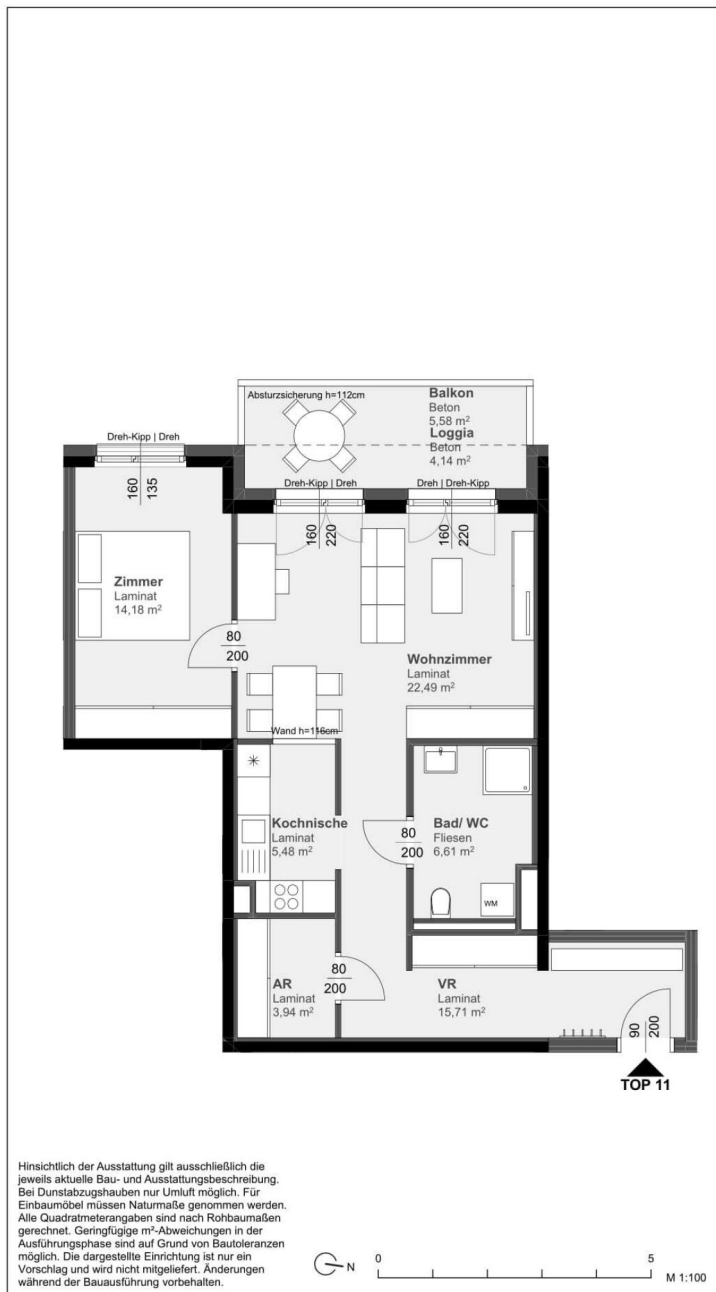 Absturzsicherung h=112cm
Balkon
Beton
5,58 m²
Loggia
Beton
4,14 m²
Dreh-Kipp | Dreh
160
135
Dreh-Kipp | Dreh
160
220
Dreh | Dreh-Kipp
160
220
Zimmer
Laminat
14,18 m²
80
200
Wohnzimmer
Laminat
22,49 m²
Wand h=116cm
Kochnische
Laminat
5,48 m²
80
200
Bad/ WC
Fliesen
6,61 m²
WM
AR
Laminat
3,94 m²
80
200
VR
Laminat
15,71 m²
90
200
TOP 11
Hinsichtlich der Ausstattung gilt ausschließlich die
jeweils aktuelle Bau- und Ausstattungsbeschreibung.
Bei Dunstabzugshauben nur Umluft möglich. Für
Einbaumöbel müssen Naturmaße genommen werden.
Alle Quadratmeterangaben sind nach Rohbaumaßen
gerechnet. Geringfügige m²-Abweichungen in der
Ausführungsphase sind auf Grund von Bautoleranzen
möglich. Die dargestellte Einrichtung ist nur ein
Vorschlag und wird nicht mitgeliefert. Änderungen
während der Bauausführung vorbehalten.
N
0
5
M 1:100